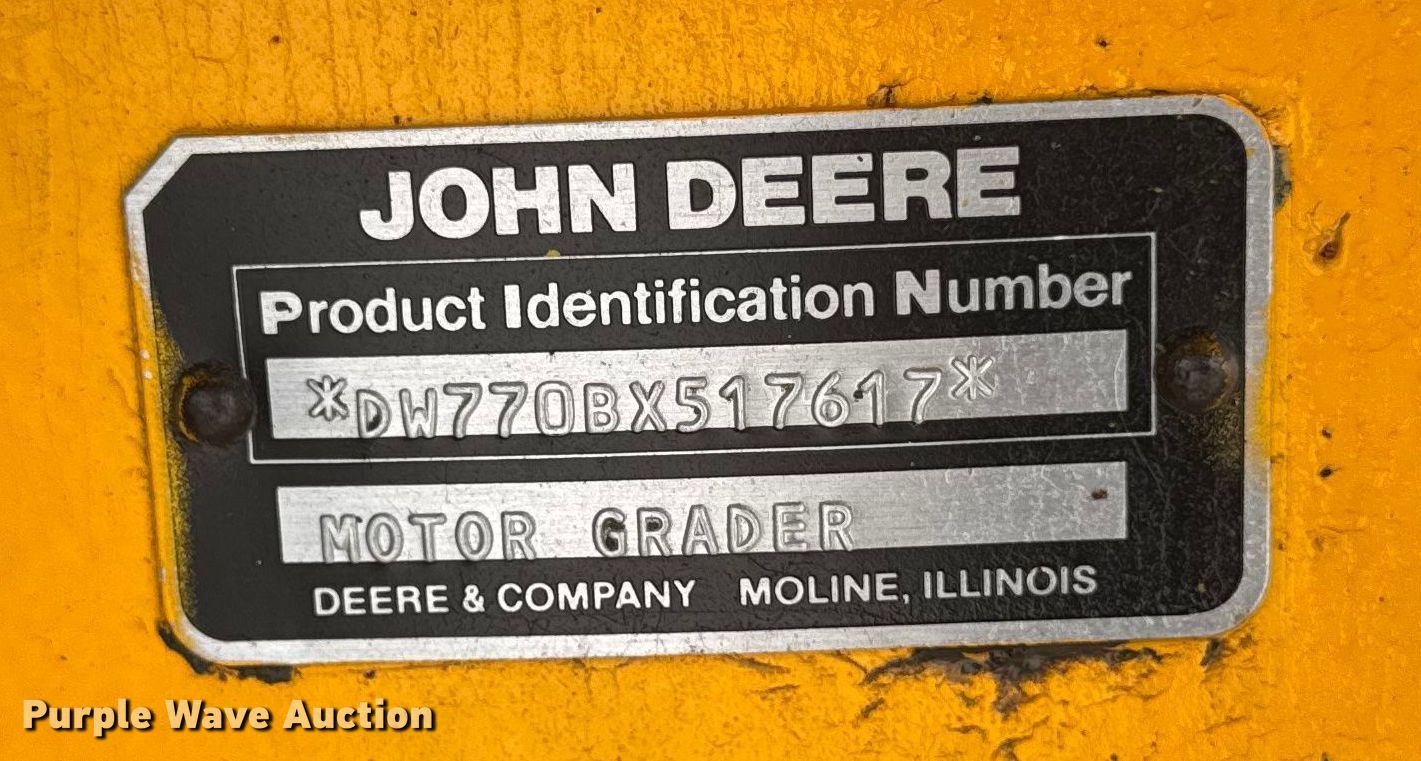 JOHN DEERE
Product Identification Number
*DW770BX517617*
MOTOR GRADER
DEERE & COMPANY MOLINE, ILLINOIS
Purple Wave Auction